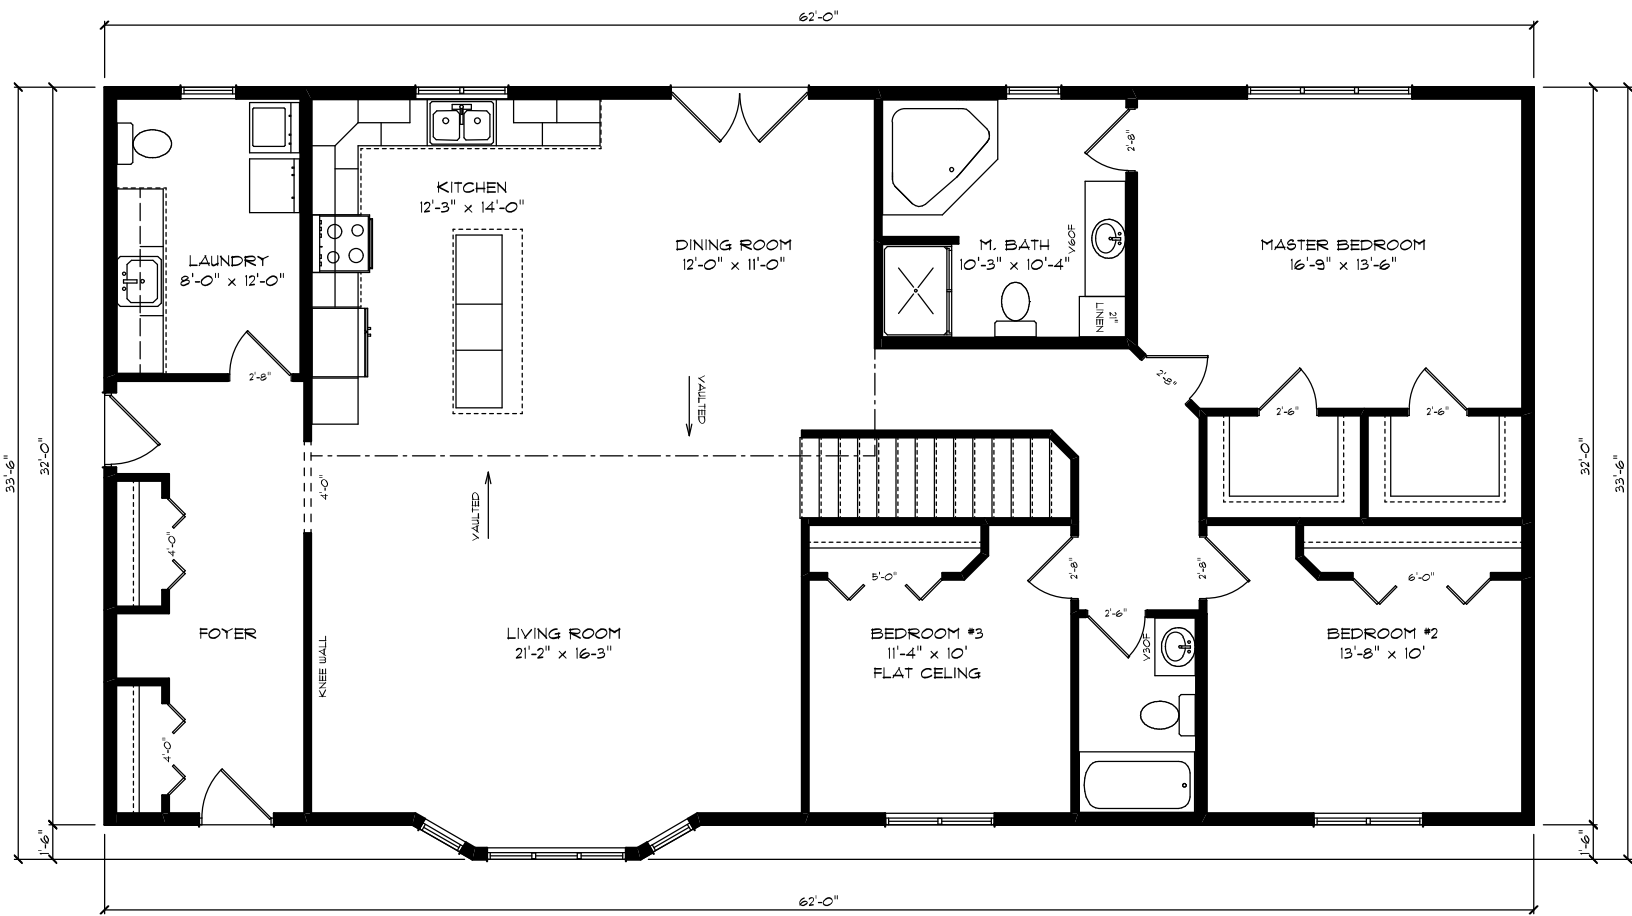 62'-0"
KITCHEN
12'-3" x 14'-0"
LAUNDRY
8'-0" x 12'-0"
2'-8"
DINING ROOM
12'-0" x 11'-0"
M. BATH
10'-3" x 10'-4"
V60F
LINEN
21"
2'-8"
MASTER BEDROOM
16'-9" x 13'-6"
2'-8"
2'-6"
2'-6"
VAULTED
VAULTED
33'-6"
32'-0"
32'-0"
33'-6"
4'-0"
4'-0"
FOYER
KNEE WALL
LIVING ROOM
21'-2" x 16'-3"
5'-0"
2'-8"
2'-8"
6'-0"
2'-6"
V30F
BEDROOM #3
11'-4" x 10'
FLAT CELING
BEDROOM #2
13'-8" x 10'
4'-0"
1'-6"
1'-6"
62'-0"